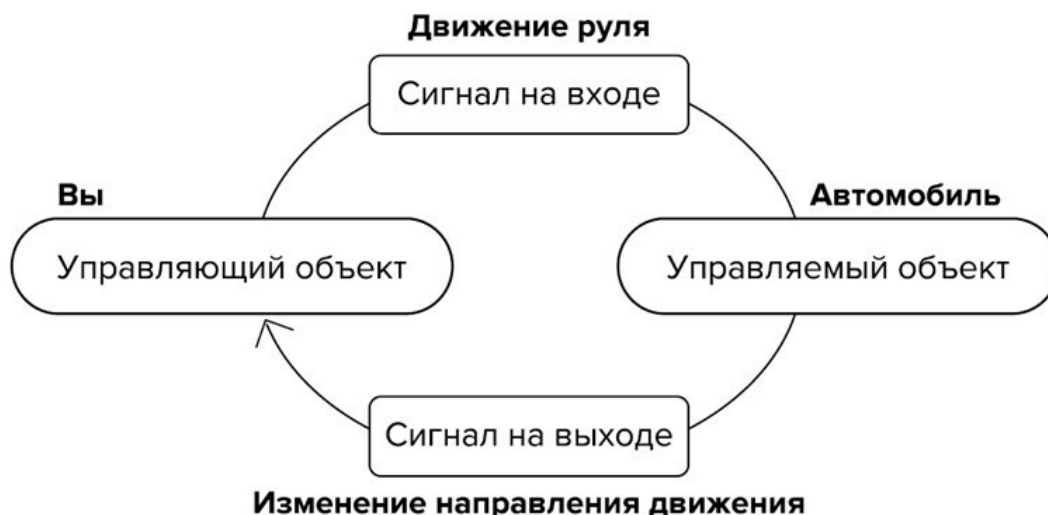 Движение руля
Сигнал на входе
Вы
Автомобиль
Управляющий объект
Управляемый объект
Сигнал на выходе
Изменение направления движения